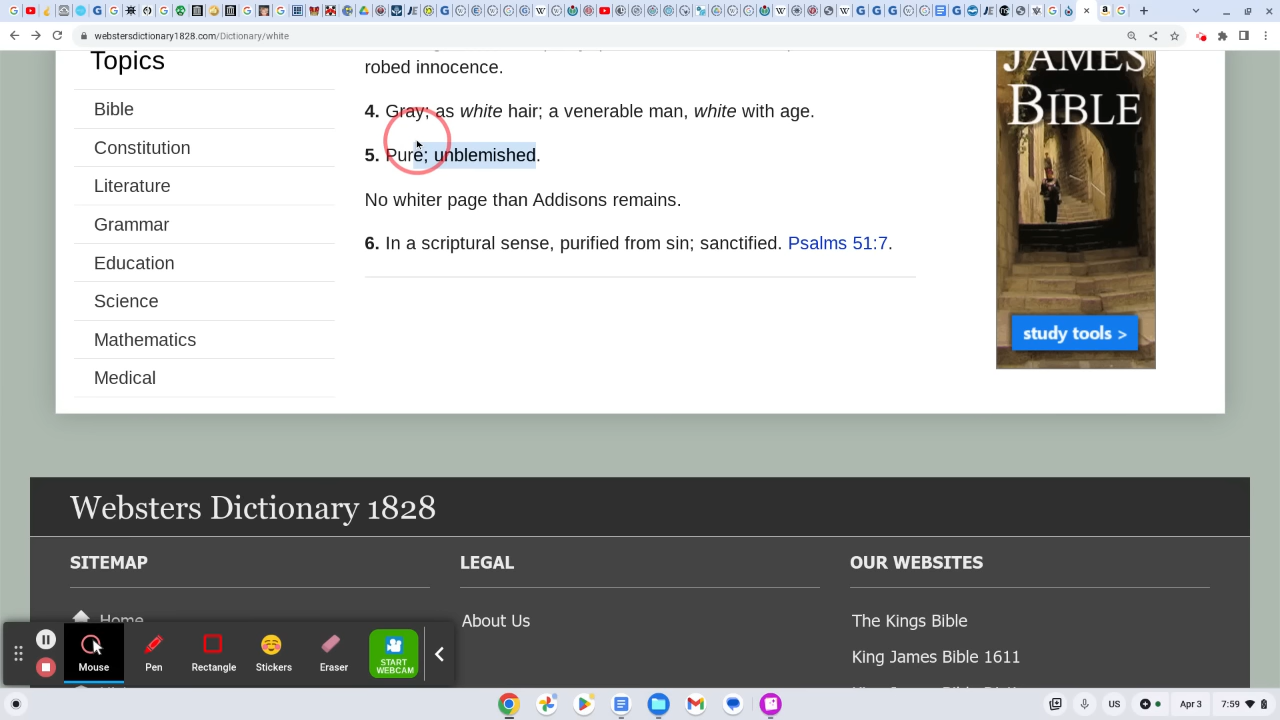 webstersdictionary1828.com/Dictionary/white
Topics
robed innocence.
Bible
4. Gray; as white hair; a venerable man, white with age.
Constitution
5. Pure; unblemished.
Literature
No whiter page than Addisons remains.
Grammar
6. In a scriptural sense, purified from sin; sanctified. Psalms 51:7.
Education
Science
Mathematics
Medical
JAMES
BIBLE
study tools >
Websters Dictionary 1828
SITEMAP
LEGAL
OUR WEBSITES
Home
About Us
The Kings Bible
King James Bible 1611
Mouse
Pen
Rectangle
Stickers
Eraser
START
WEBCAM
US
Apr 3
7:59